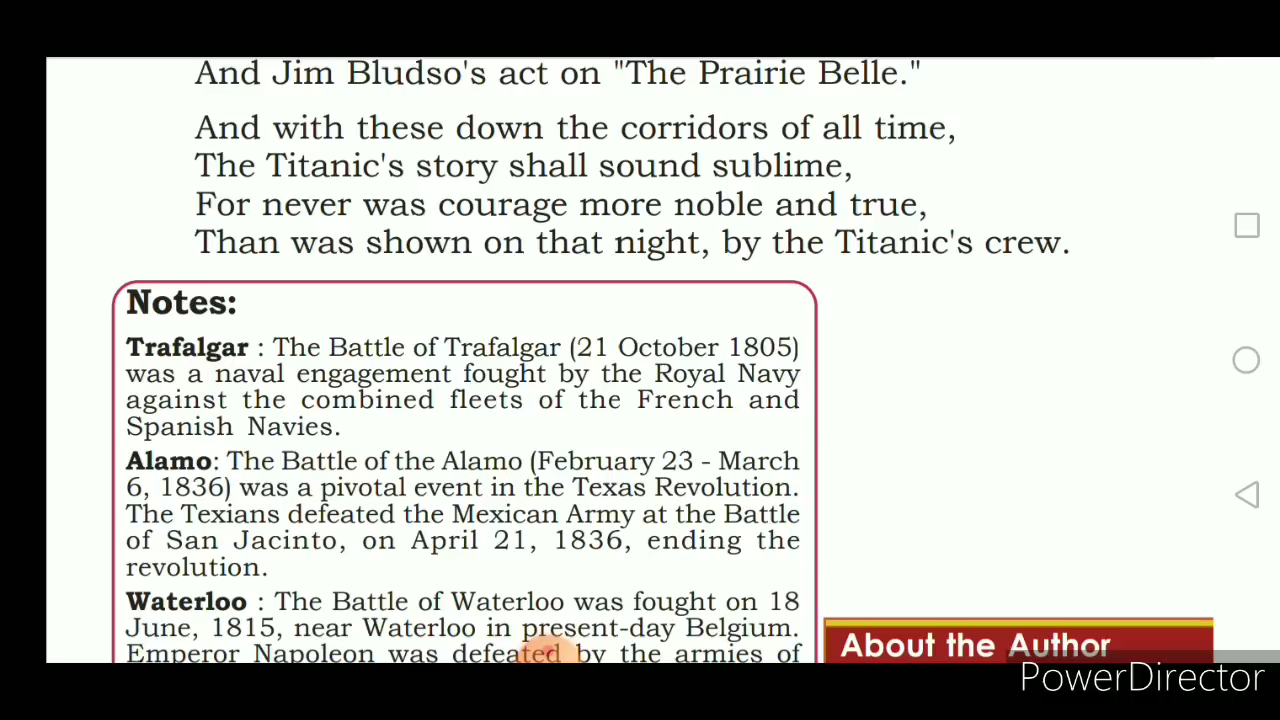 And Jim Bludso's act on "The Prairie Belle."
And with these down the corridors of all time,
The Titanic's story shall sound sublime,
For never was courage more noble and true,
Than was shown on that night, by the Titanic's crew.
Notes:
Trafalgar : The Battle of Trafalgar (21 October 1805)
was a naval engagement fought by the Royal Navy
against the combined fleets of the French and
Spanish Navies.
Alamo: The Battle of the Alamo (February 23 - March
6, 1836) was a pivotal event in the Texas Revolution.
The Texians defeated the Mexican Army at the Battle
of San Jacinto, on April 21, 1836, ending the
revolution.
Waterloo : The Battle of Waterloo was fought on 18
June, 1815, near Waterloo in present-day Belgium.
Emperor Napoleon was defeated by the armies of
About the Author
PowerDirector